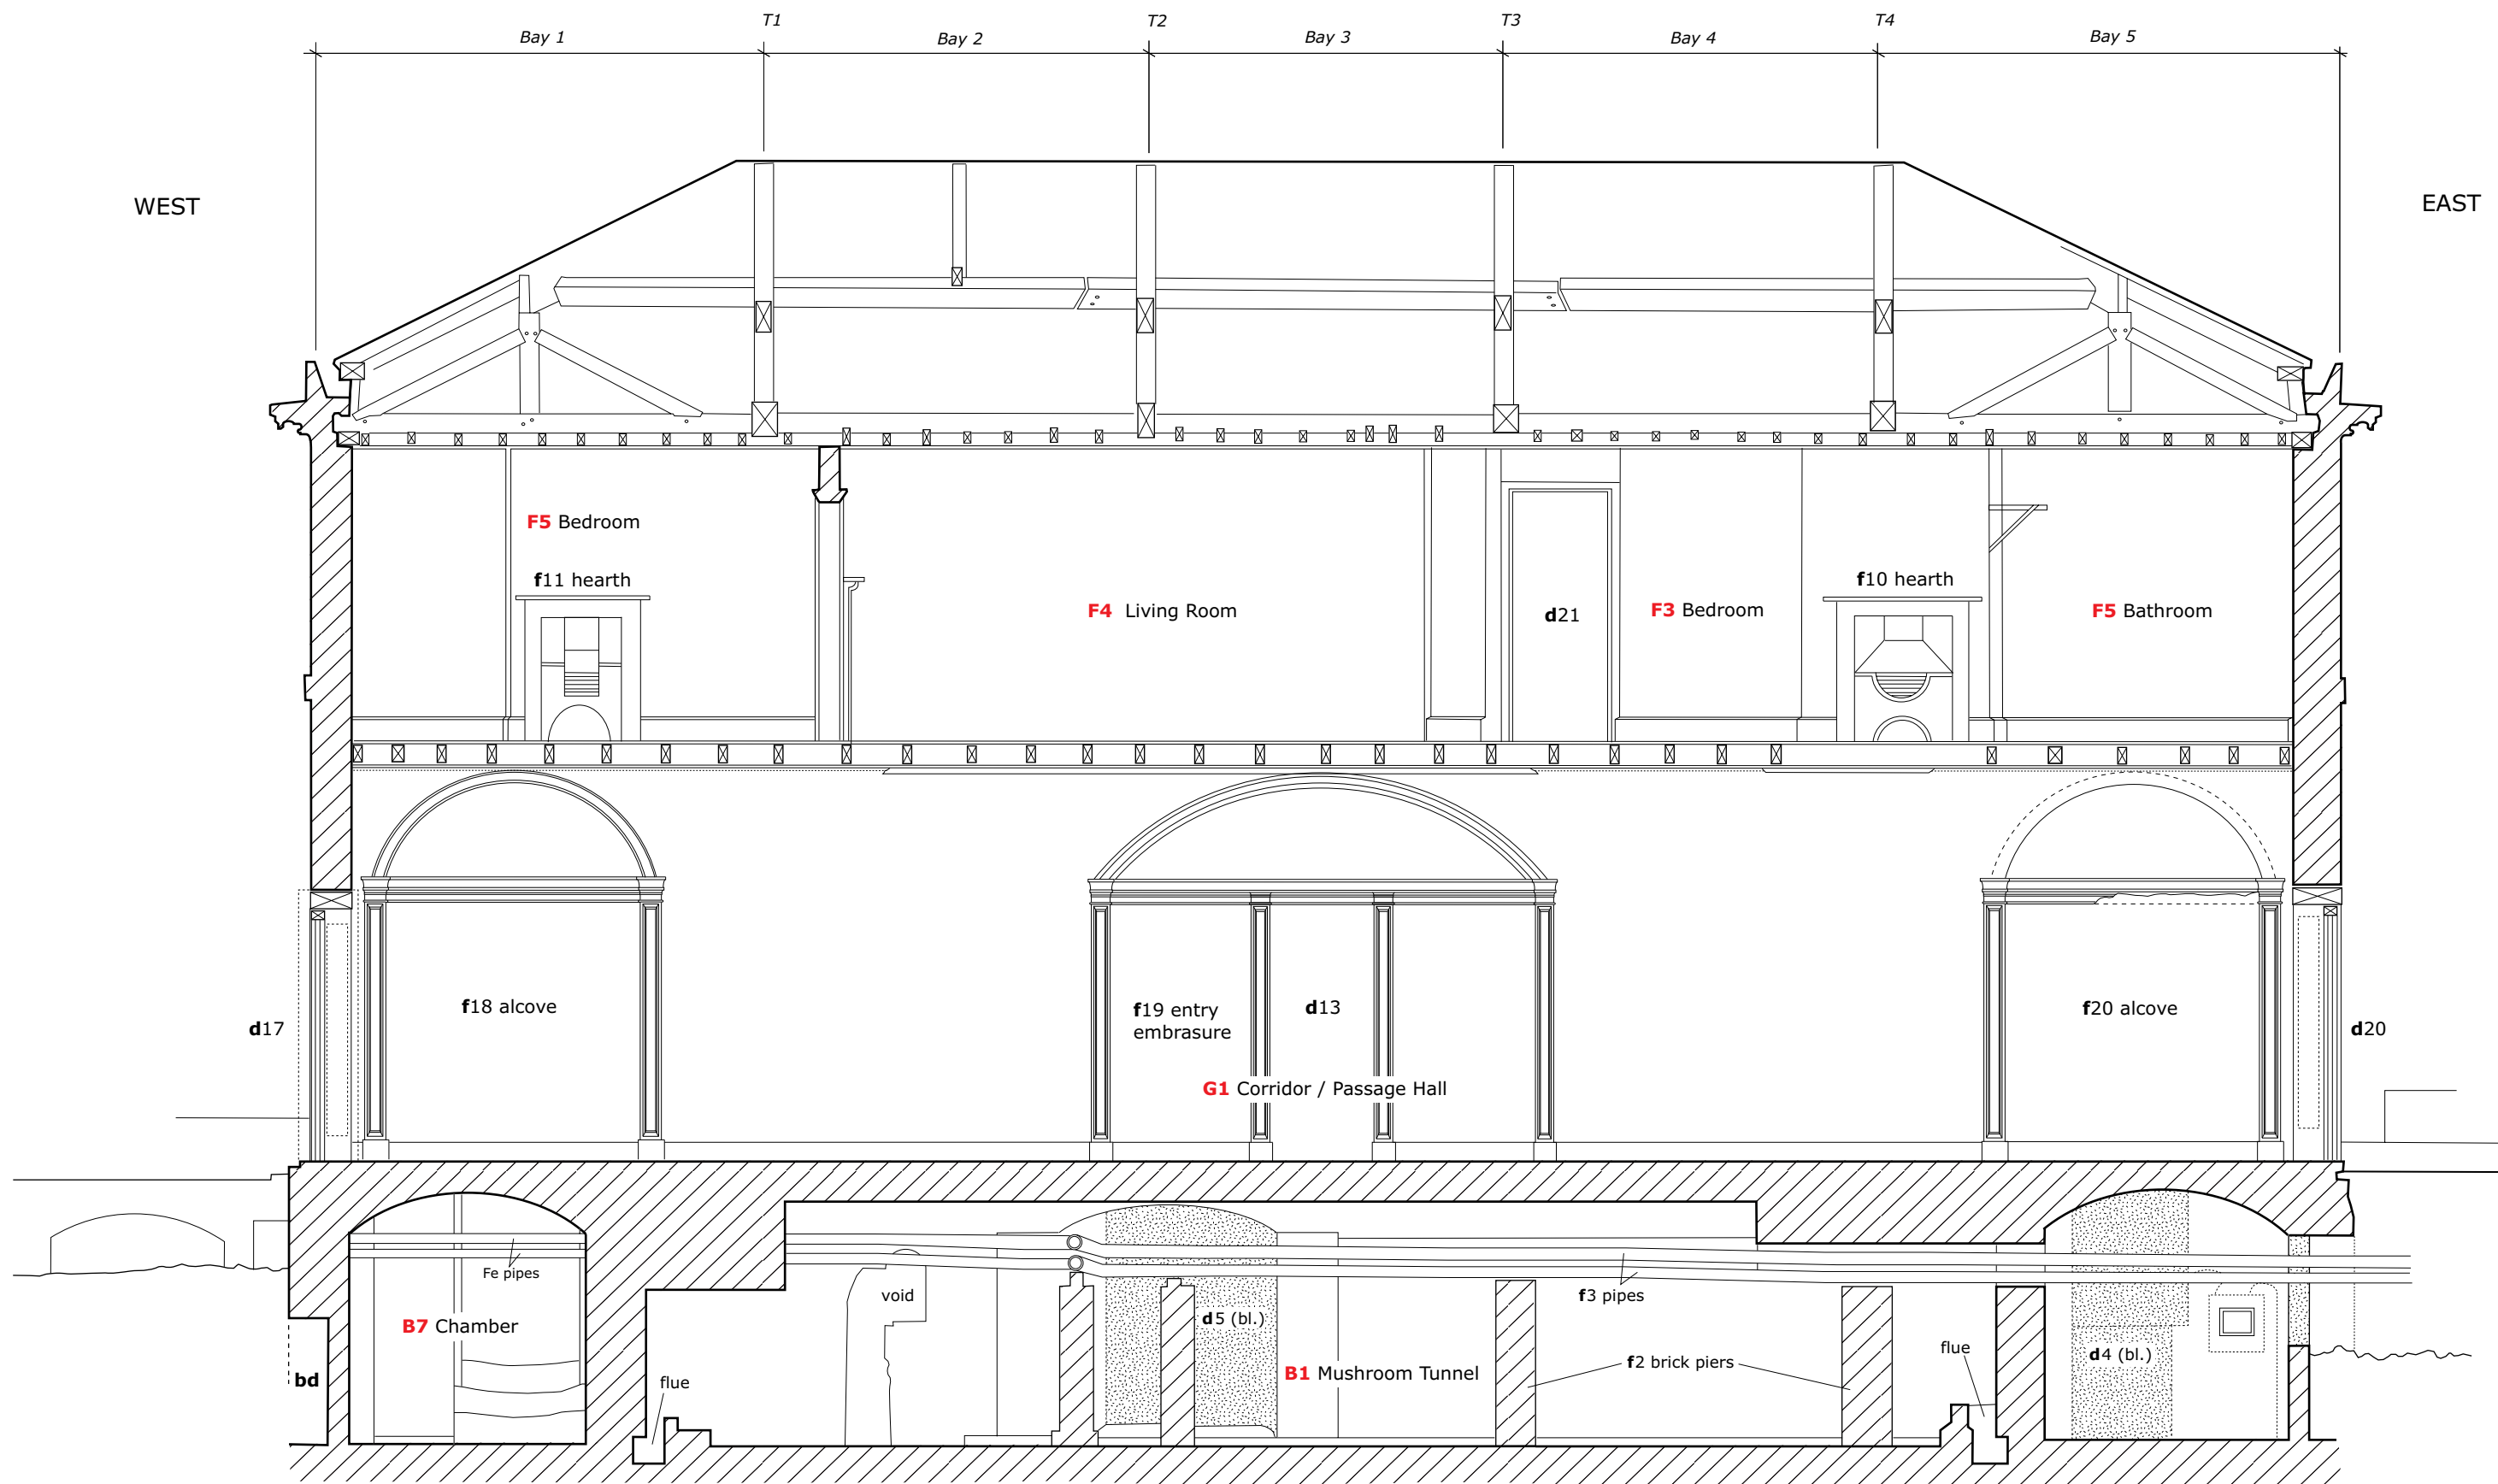 T1 T2 T3 T4
Bay 1 Bay 2 Bay 3 Bay 4 Bay 5
WEST EAST
F5 Bedroom
f11 hearth
F4 Living Room
d21
F3 Bedroom
f10 hearth
F5 Bathroom
d17
f18 alcove
f19 entry
embrasure
d13
G1 Corridor / Passage Hall
f20 alcove
d20
Fe pipes
B7 Chamber
bd
flue
void
d5 (bl.)
B1 Mushroom Tunnel
f3 pipes
f2 brick piers
flue
d4 (bl.)